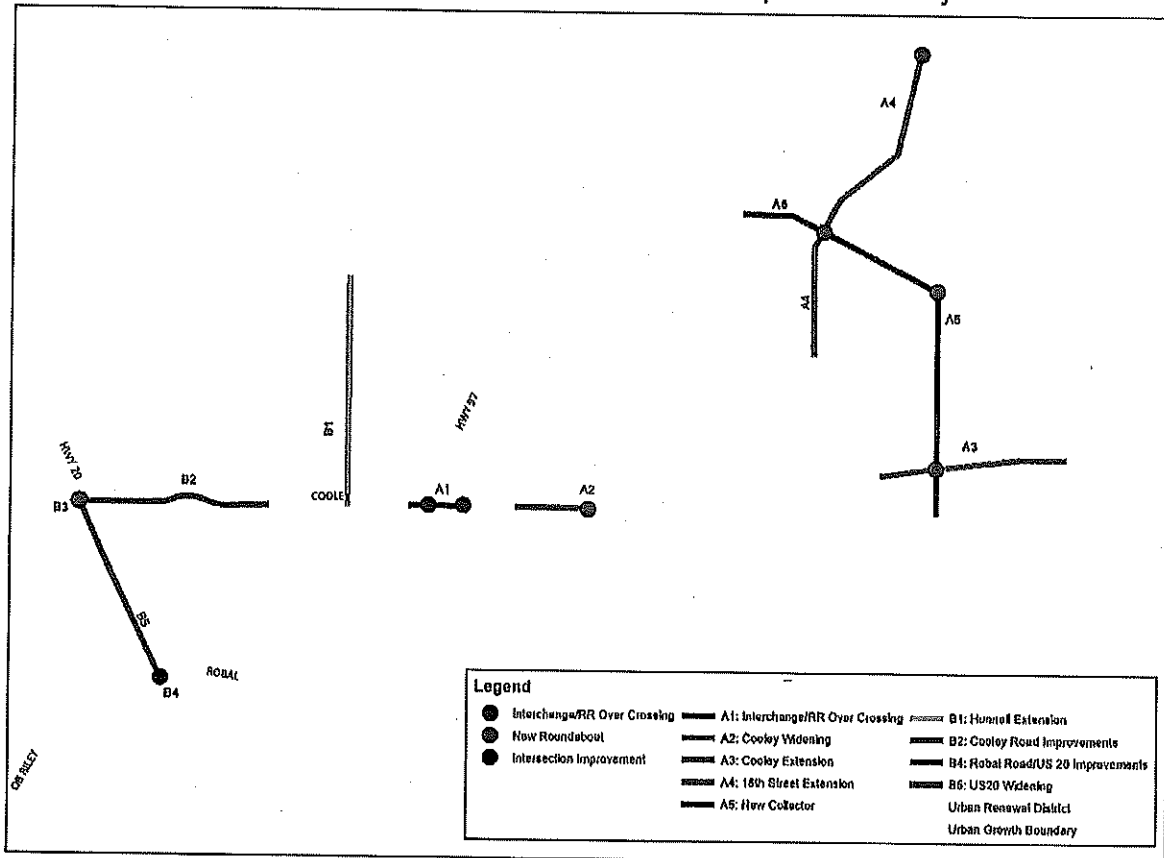 A4
A6
A4
A5
B1
HWY 97
A3
HWY 20
B2
COOLE
A1
A2
B3
B5
ROBAL
B4
OB RILEY
Legend
Interchange/RR Over Crossing
New Roundabout
Intersection Improvement
A1: Interchange/RR Over Crossing
A2: Cooley Widening
A3: Cooley Extension
A4: 18th Street Extension
A5: New Collector
B1: Hunnell Extension
B2: Cooley Road Improvements
B4: Robal Road/US 20 Improvements
B5: US20 Widening
Urban Renewal District
Urban Growth Boundary